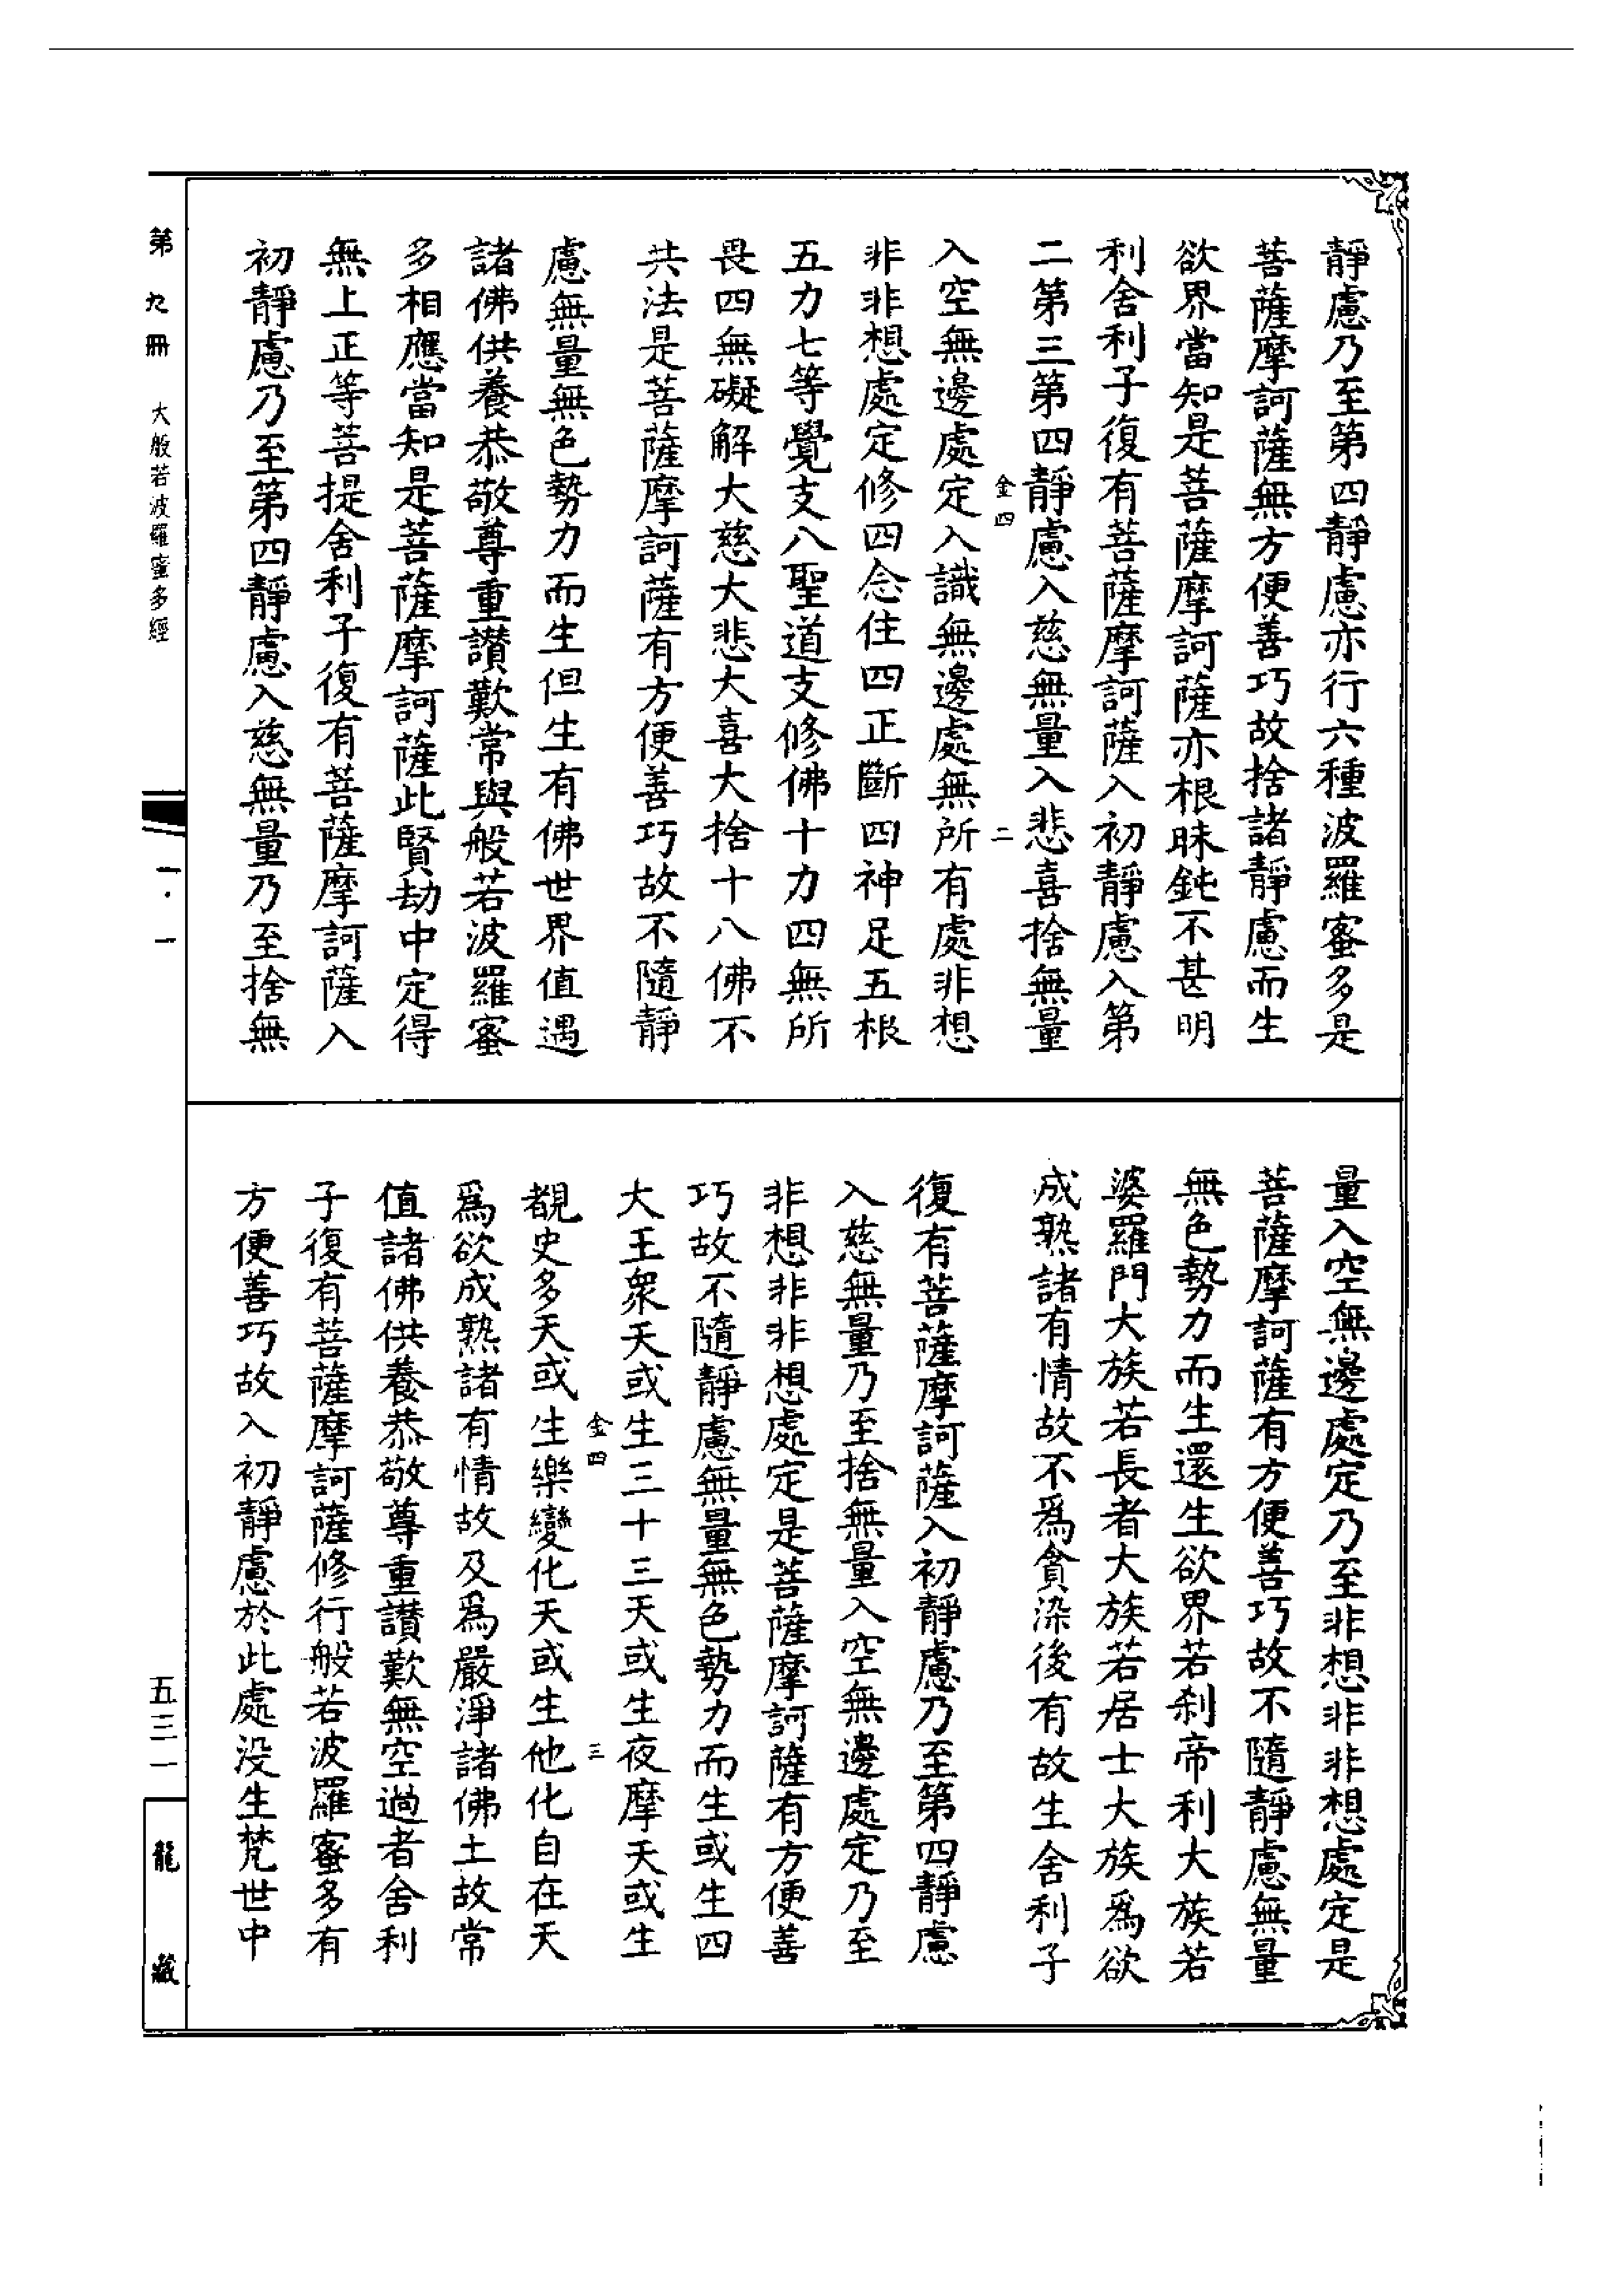 靜慮乃至第四靜慮亦行六種波羅蜜多是
菩薩摩訶薩無方便善巧故捨諸靜慮而生
欲界當知是菩薩摩訶薩亦根昧鈍不甚明
利舍利子復有菩薩摩訶薩入初靜慮入第
二第三第四靜慮入慈無量入悲喜捨無量
金四 二
入空無邊處定入識無邊處無所有處非想
非非想處定修四念住四正斷四神足五根
五力七等覺支八聖道支修佛十力四無所
畏四無礙解大慈大悲大喜大捨十八佛不
共法是菩薩摩訶薩有方便善巧故不隨靜
慮無量無色勢力而生但生有佛世界值遇
諸佛供養恭敬尊重讚歎常與般若波羅蜜
多相應當知是菩薩摩訶薩此賢劫中定得
無上正等菩提舍利子復有菩薩摩訶薩入
初靜慮乃至第四靜慮入慈無量乃至捨無
量入空無邊處定乃至非想非非想處定是
菩薩摩訶薩有方便善巧故不隨靜慮無量
無色勢力而生還生欲界若刹帝利大族若
婆羅門大族若長者大族若居士大族爲欲
成熟諸有情故不爲貪染後有故生舍利子
復有菩薩摩訶薩入初靜慮乃至第四靜慮
入慈無量乃至捨無量入空無邊處定乃至
非想非非想處定是菩薩摩訶薩有方便善
巧故不隨靜慮無量無色勢力而生或生四
大王衆天或生三十三天或生夜摩天或生
金四 三
覩史多天或生樂變化天或生他化自在天
爲欲成熟諸有情故及爲嚴淨諸佛土故常
值諸佛供養恭敬尊重讚歎無空過者舍利
子復有菩薩摩訶薩修行般若波羅蜜多有
方便善巧故入初靜慮於此處没生梵世中
第九冊 大般若波羅蜜多經 一·一 五三一 龍藏